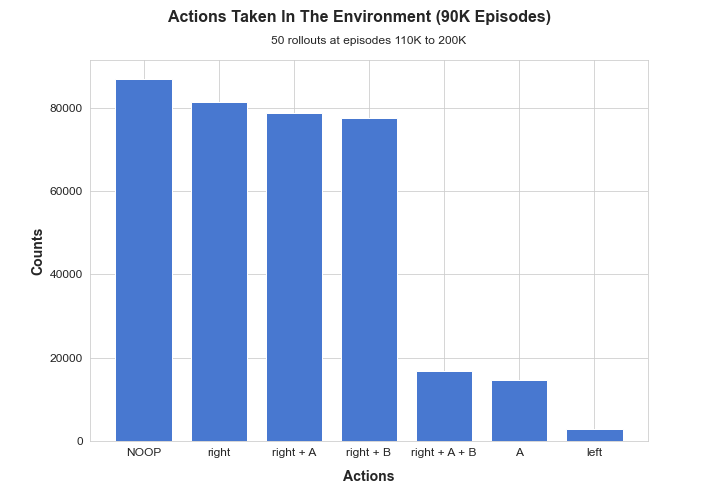 Actions Taken In The Environment (90K Episodes)
50 rollouts at episodes 110K to 200K
Counts
80000
60000
40000
20000
0
NOOP right right + A right + B right + A + B A left
Actions